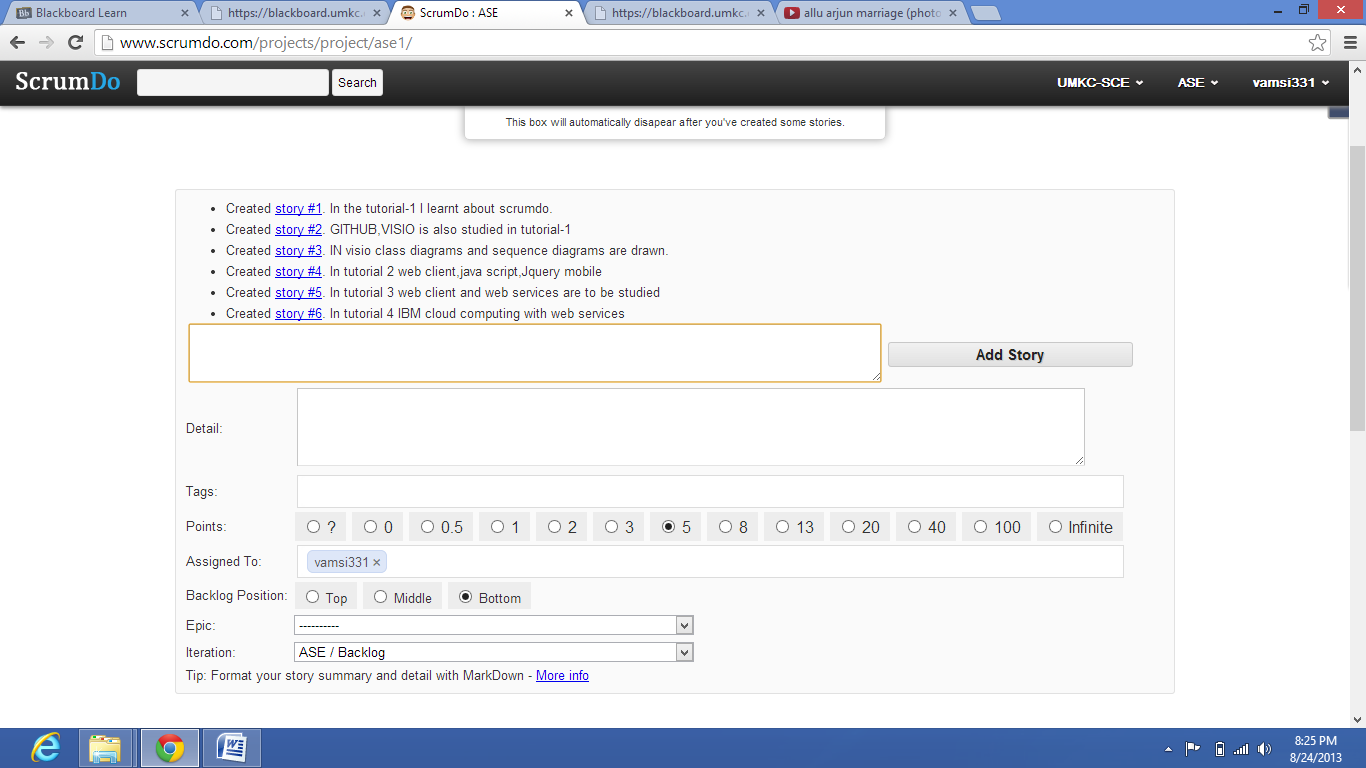 Blackboard Learn
https://blackboard.umkc.
ScrumDo : ASE
https://blackboard.umkc.
allu arjun marriage (photo
www.scrumdo.com/projects/project/ase1/
ScrumDo
Search
UMKC-SCE
ASE
vamsi331
This box will automatically disapear after you've created some stories.
Created story #1. In the tutorial-1 I learnt about scrumdo.
Created story #2. GITHUB,VISIO is also studied in tutorial-1
Created story #3. IN visio class diagrams and sequence diagrams are drawn.
Created story #4. In tutorial 2 web client,java script,Jquery mobile
Created story #5. In tutorial 3 web client and web services are to be studied
Created story #6. In tutorial 4 IBM cloud computing with web services
Add Story
Detail:
Tags:
Points: ? 0 0.5 1 2 3 5 8 13 20 40 100 Infinite
Assigned To: vamsi331
Backlog Position: Top Middle Bottom
Epic: ----------
Iteration: ASE / Backlog
Tip: Format your story summary and detail with MarkDown - More info
8:25 PM
8/24/2013